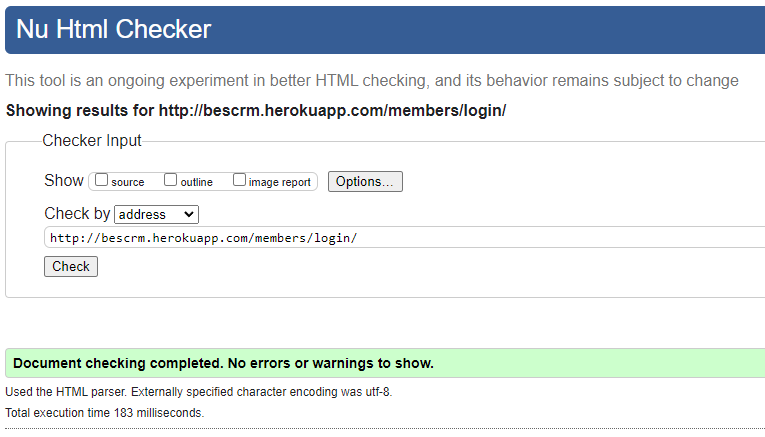 Nu Html Checker
This tool is an ongoing experiment in better HTML checking, and its behavior remains subject to change
Showing results for http://bescrm.herokuapp.com/members/login/
Checker Input
Show source outline image report Options...
Check by address
http://bescrm.herokuapp.com/members/login/
Check
Document checking completed. No errors or warnings to show.
Used the HTML parser. Externally specified character encoding was utf-8.
Total execution time 183 milliseconds.